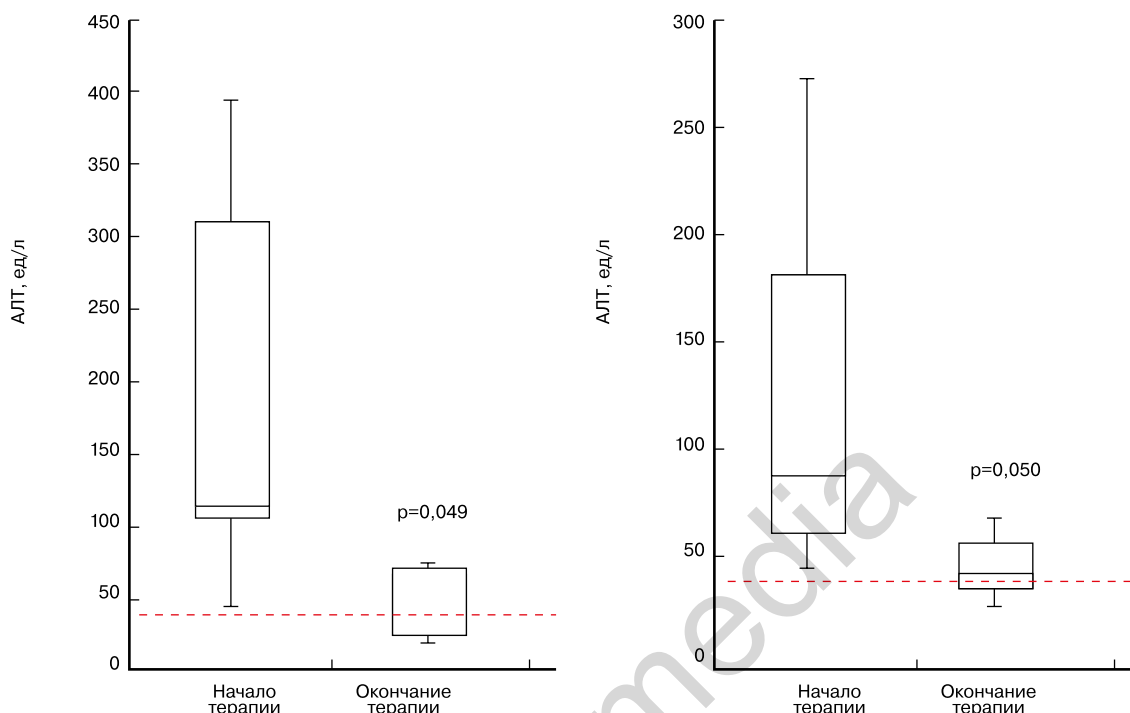 450
400
350
300
250
200
150
100
50
0
АЛТ, ед/л
p=0,049
Начало
терапии
Окончание
терапии
300
250
200
150
100
50
0
АЛТ, ед/л
p=0,050
Начало
терапии
Окончание
терапии
media